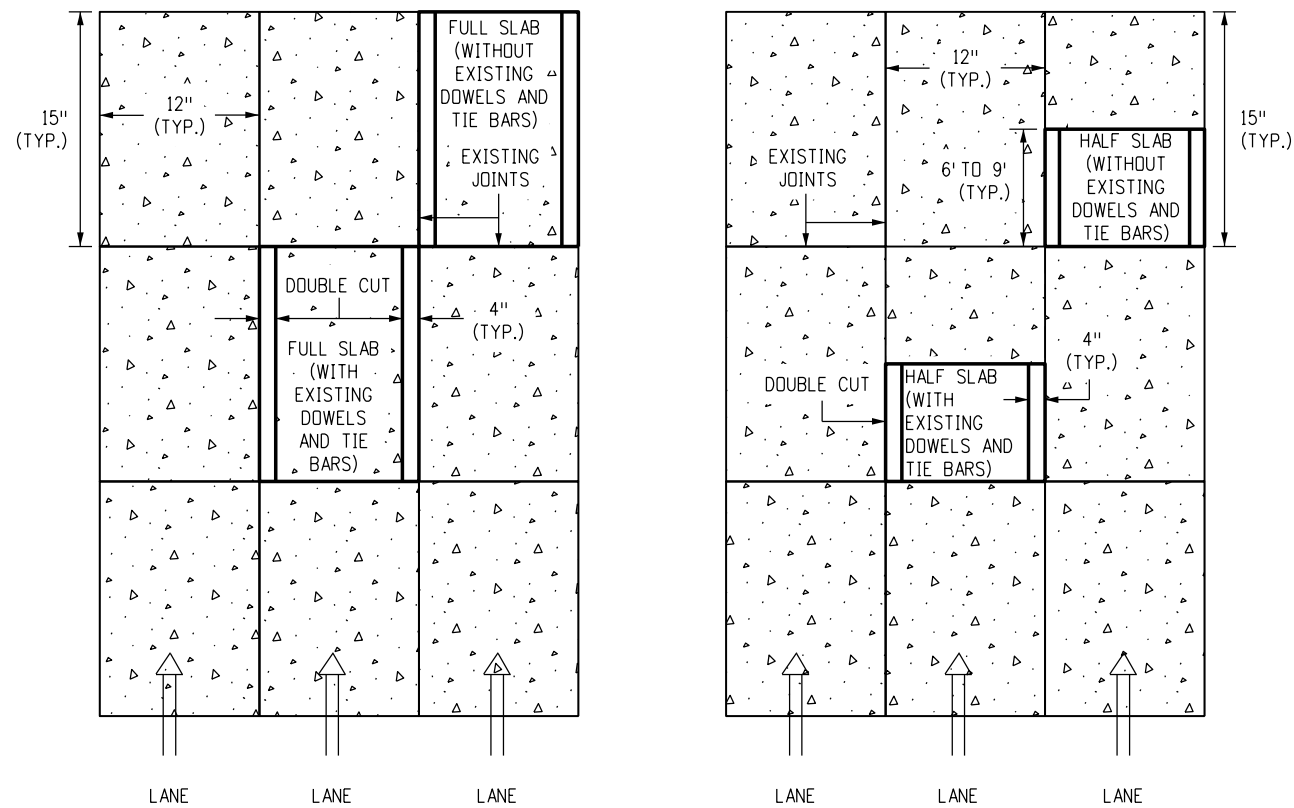 15"
(TYP.)
12"
(TYP.)
FULL SLAB
(WITHOUT
EXISTING
DOWELS AND
TIE BARS)
EXISTING
JOINTS
DOUBLE CUT
4"
(TYP.)
FULL SLAB
(WITH
EXISTING
DOWELS
AND TIE
BARS)
LANE
LANE
LANE
12"
(TYP.)
15"
(TYP.)
EXISTING
JOINTS
6' TO 9'
(TYP.)
HALF SLAB
(WITHOUT
EXISTING
DOWELS AND
TIE BARS)
4"
(TYP.)
DOUBLE CUT
HALF SLAB
(WITH
EXISTING
DOWELS AND
TIE BARS)
LANE
LANE
LANE